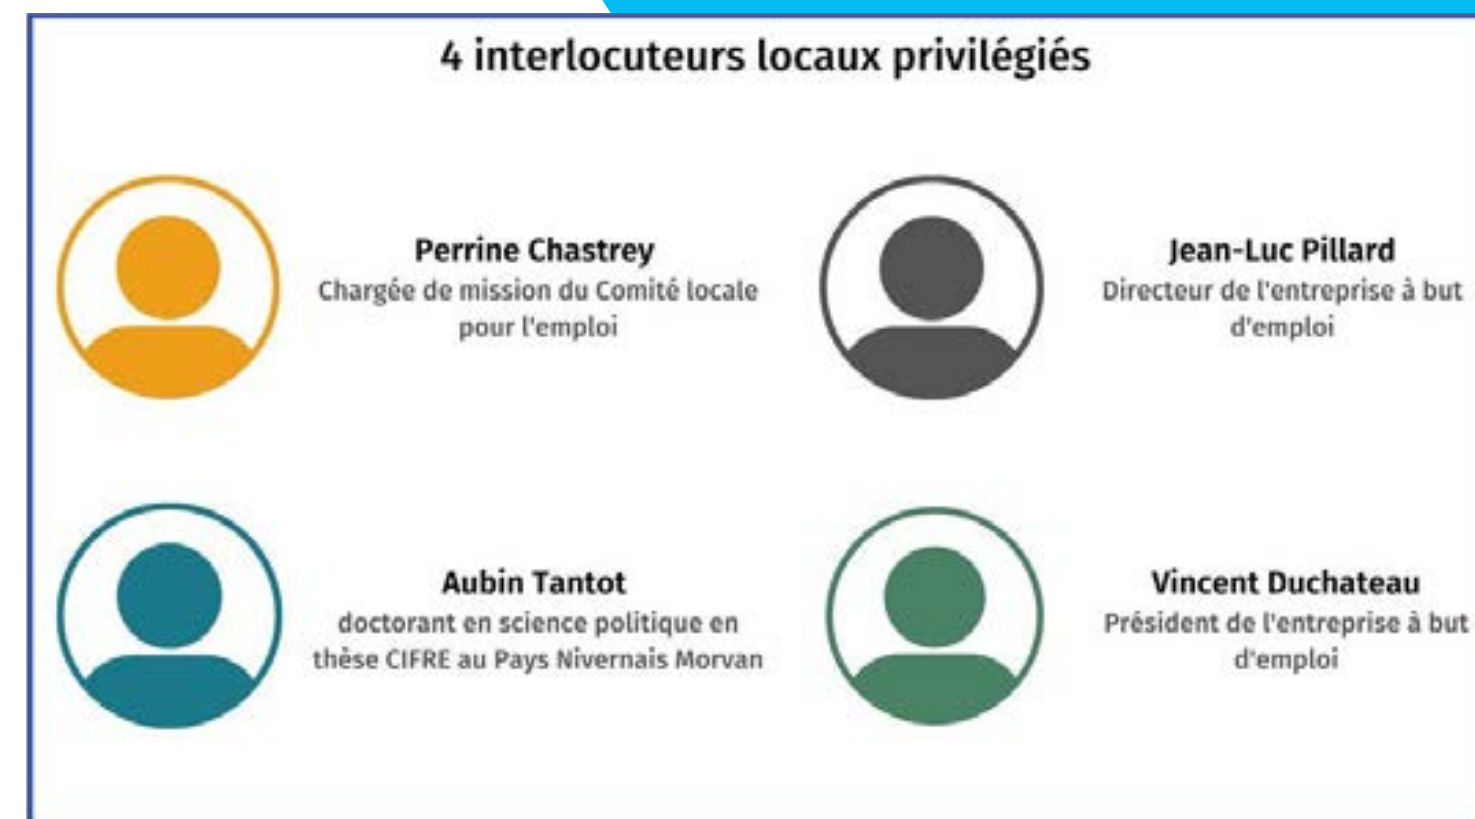 4 interlocuteurs locaux privilégiés
Perrine Chastrey
Chargée de mission du Comité locale
pour l'emploi
Jean-Luc Pillard
Directeur de l'entreprise à but
d'emploi
Aubin Tantot
doctorant en science politique en
thèse CIFRE au Pays Nivernais Morvan
Vincent Duchateau
Président de l'entreprise à but
d'emploi